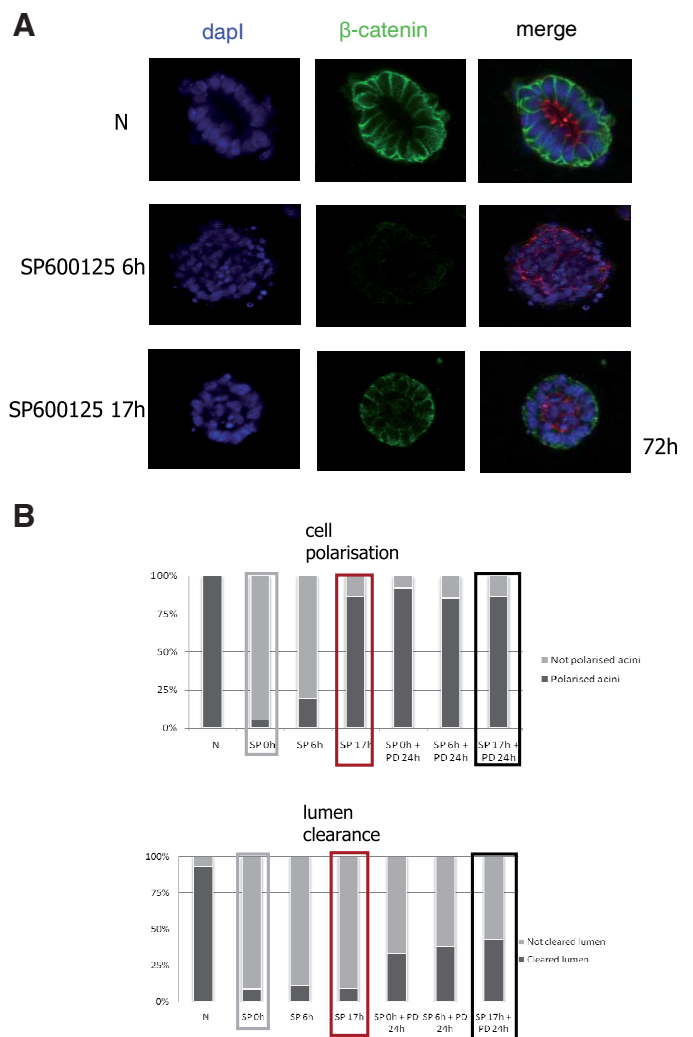 A
dapI
β-catenin
merge
N
SP600125 6h
SP600125 17h
72h
B
cell
polarisation
100%
75%
50%
25%
0%
N
SP 0h
SP 6h
SP 17h
SP 0h +
PD 24h
SP 6h +
PD 24h
SP 17h +
PD 24h
Not polarised acini
Polarised acini
lumen
clearance
100%
75%
50%
25%
0%
N
SP 0h
SP 6h
SP 17h
SP 0h + PD
24h
SP 6h + PD
24h
SP 17h +
PD 24h
Not cleared lumen
Cleared lumen